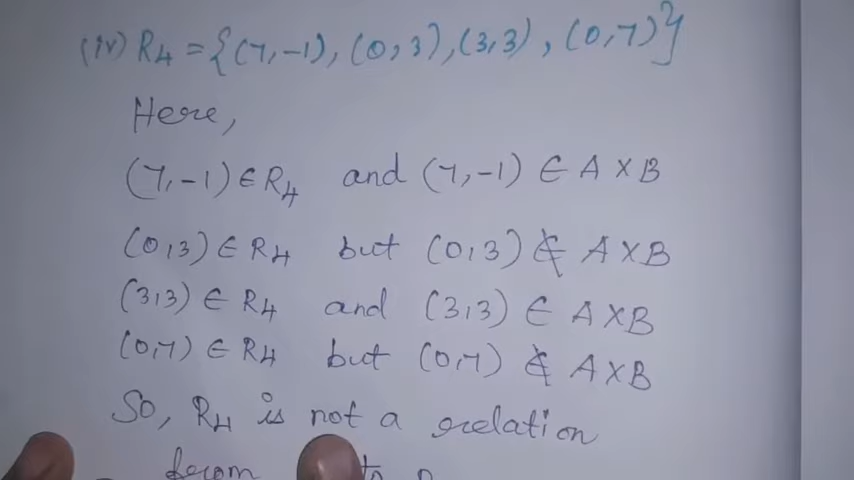 (iv) R4 = {(7,-1), (0,3), (3,3), (0,7)}
Here,
(7,-1) ∈ R4 and (7,-1) ∈ A × B
(0,3) ∈ R4 but (0,3) ∉ A × B
(3,3) ∈ R4 and (3,3) ∈ A × B
(0,7) ∈ R4 but (0,7) ∉ A × B
So, R4 is not a relation
from to